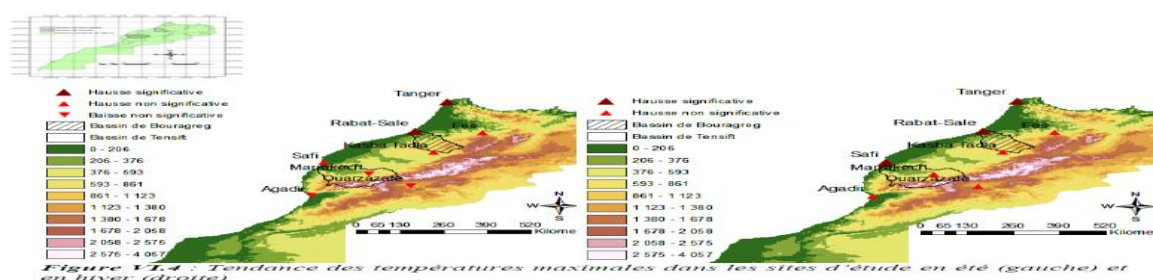 Hausse significative
Hausse non significative
Baisse non significative
Bassin de Bouragreg
Bassin de Tensift
0 - 206
206 - 376
376 - 593
593 - 861
861 - 1 123
1 123 - 1 380
1 380 - 1 678
1 678 - 2 058
2 058 - 2 575
2 575 - 4 057
Tanger
Rabat-Sale
Fes
Kasba Tadla
Safi
Marrakech
Ouarzazate
Agadir
N
W E
S
0 65 130 260 390 520
Kilome
Hausse significative
Hausse non significative
Bassin de Bouragreg
Bassin de Tensift
0 - 206
206 - 376
376 - 593
593 - 861
861 - 1 123
1 123 - 1 380
1 380 - 1 678
1 678 - 2 058
2 058 - 2 575
2 575 - 4 057
Tanger
Rabat-Sale
Fes
Kasba Tadla
Safi
Marrakech
Ouarzazate
Agadir
N
W E
S
0 65 130 260 390 520
Kilome
Figure VI.4 : Tendance des températures maximales dans les sites d'étude en été (gauche) et
en hiver (droite)